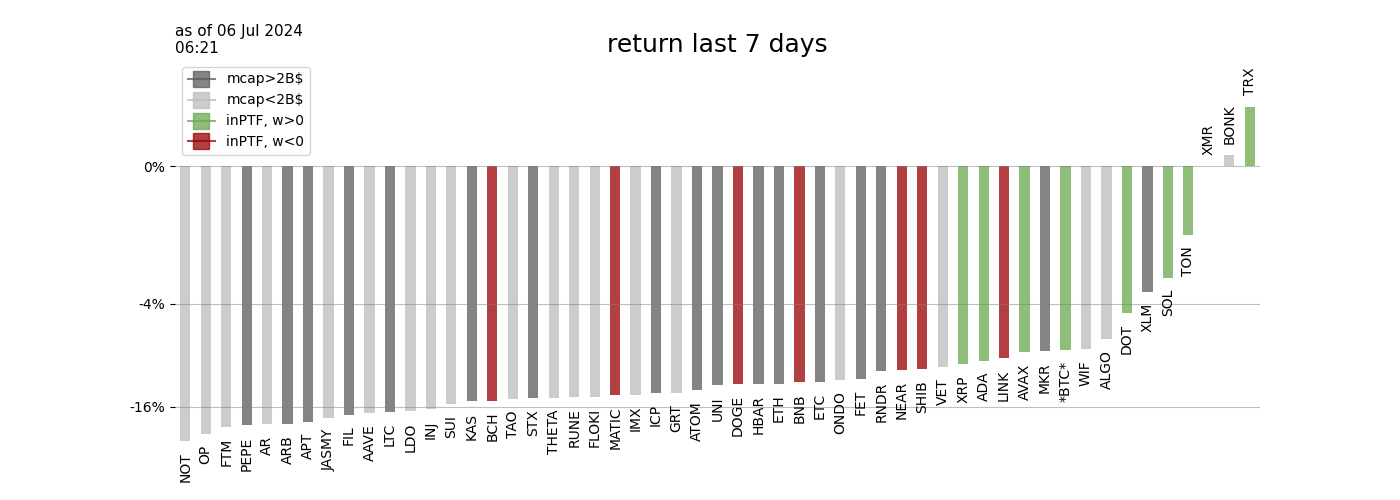 as of 06 Jul 2024
06:21
return last 7 days
mcap>2B$
mcap<2B$
inPTF, w>0
inPTF, w<0
0%
-4%
-16%
NOT
OP
FTM
PEPE
AR
ARB
APT
JASMY
FIL
AAVE
LTC
LDO
INJ
SUI
KAS
BCH
TAO
STX
THETA
RUNE
FLOKI
MATIC
IMX
ICP
GRT
ATOM
UNI
DOGE
HBAR
ETH
BNB
ETC
ONDO
FET
RNDR
NEAR
SHIB
VET
XRP
ADA
LINK
AVAX
MKR
*BTC*
WIF
ALGO
DOT
XLM
SOL
TON
XMR
BONK
TRX